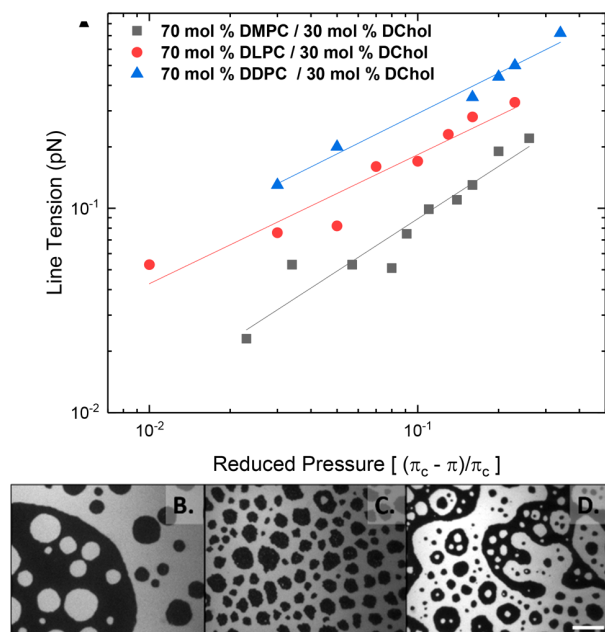 70 mol % DMPC / 30 mol % DChol
70 mol % DLPC / 30 mol % DChol
70 mol % DDPC / 30 mol % DChol
Line Tension (pN)
10⁻¹
10⁻²
10⁻² 10⁻¹
Reduced Pressure [ (π_c - π)/π_c ]
B. C. D.